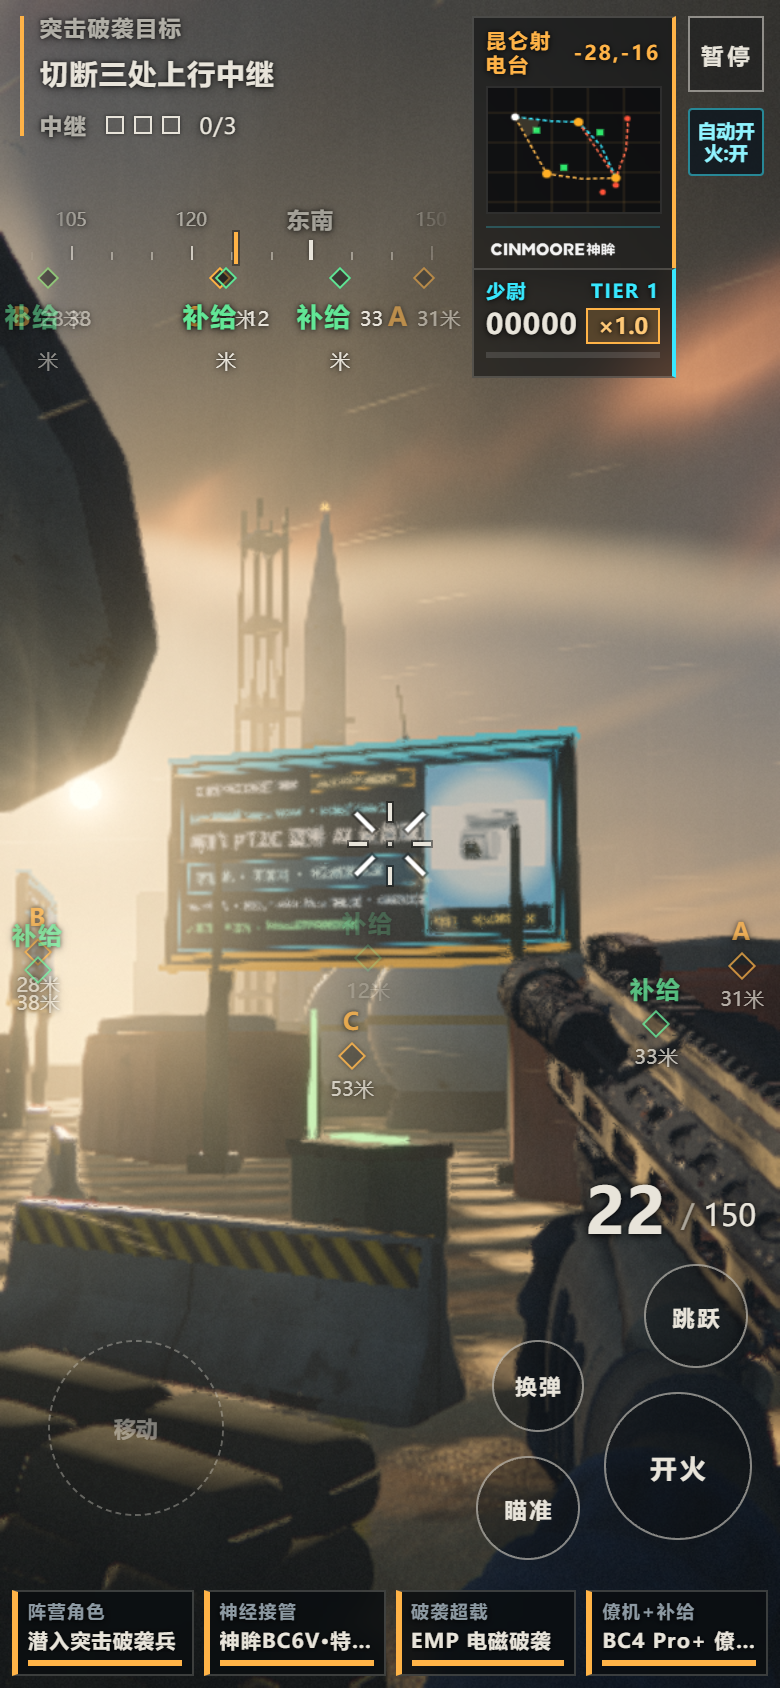 突击破袭目标
切断三处上行中继
中继 0/3
昆仑射电台 -28,-16
暂停
自动开火:开
CINMOORE神眸
少尉 TIER 1
00000 ×1.0
105 120 东南 150
补给
补给 12米
补给 33米
A 31米
B
补给
28米
38米
补给
12米
C
53米
补给
33米
A
31米
22 / 150
跳跃
换弹
移动
开火
瞄准
阵营角色
潜入突击破袭兵
神经接管
神眸BC6V•特...
破袭超载
EMP 电磁破袭
僚机+补给
BC4 Pro+ 僚...